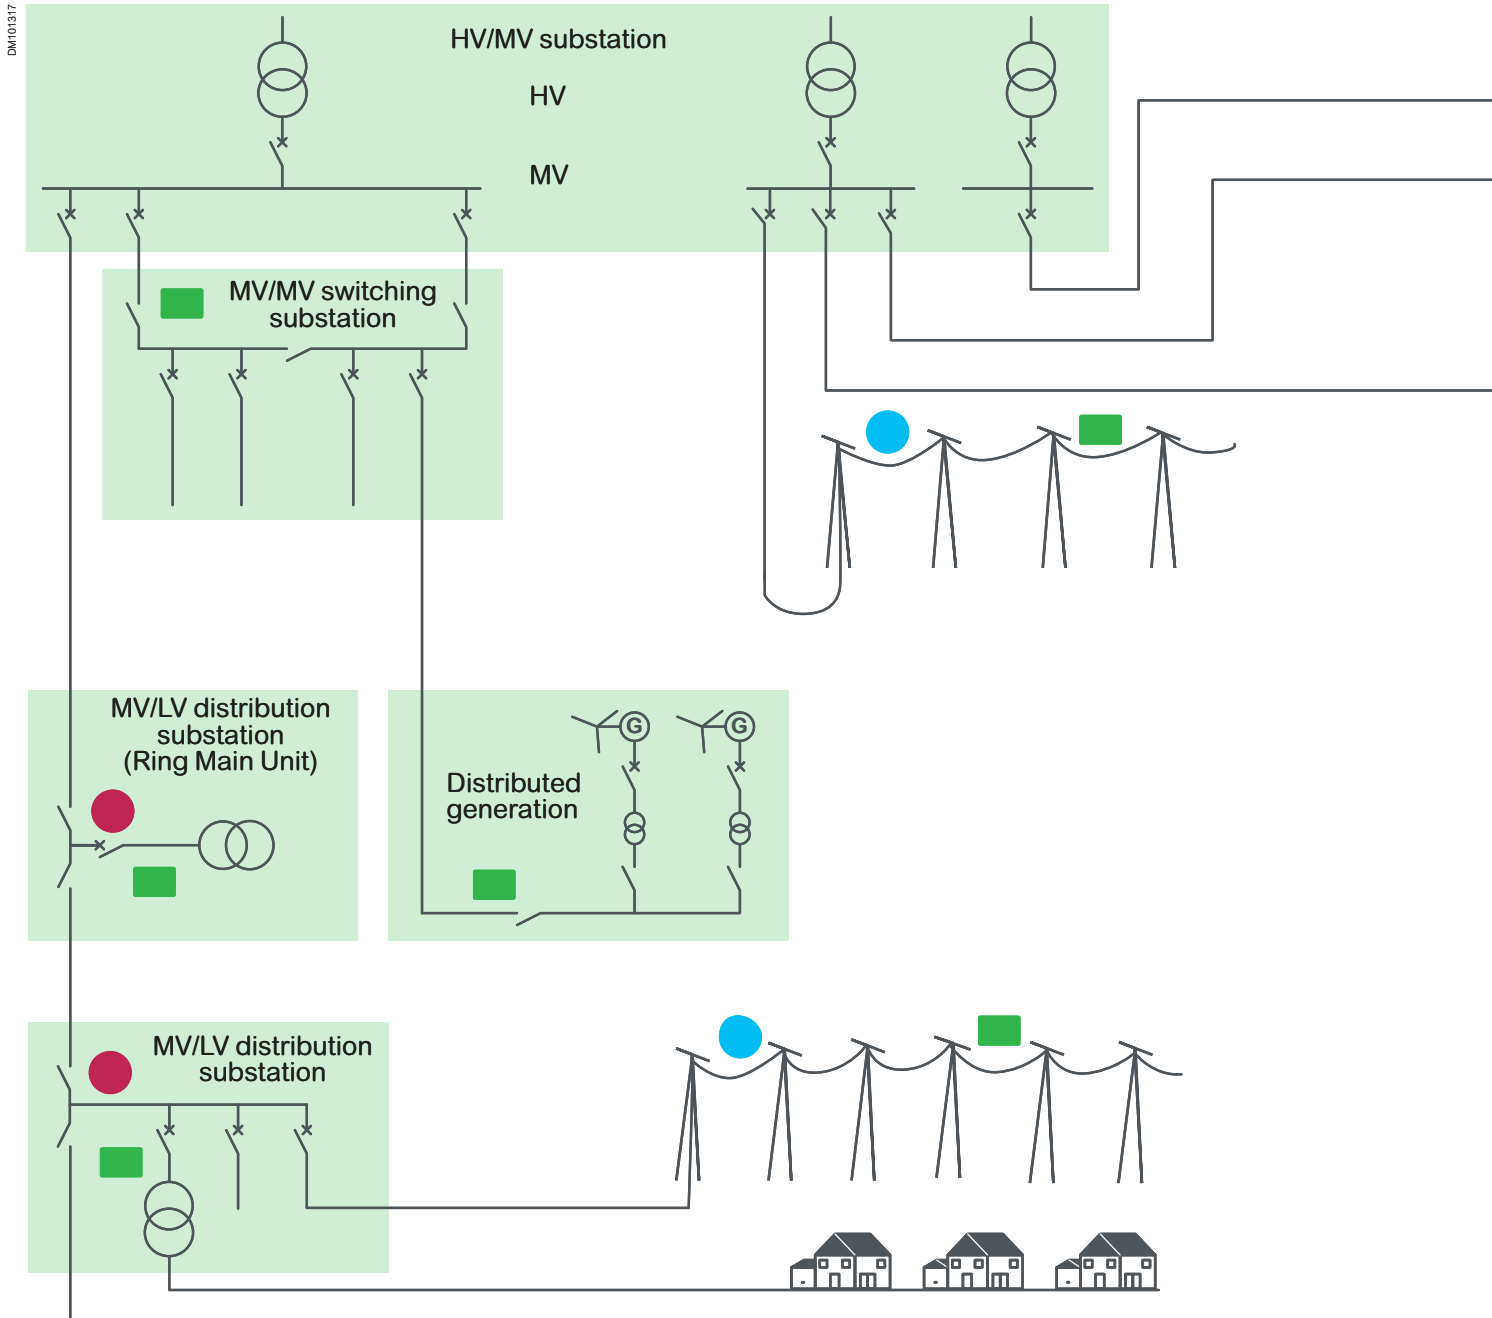 DM101317
HV/MV substation
HV
MV
MV/MV switching
substation
MV/LV distribution
substation
(Ring Main Unit)
G
G
Distributed
generation
MV/LV distribution
substation